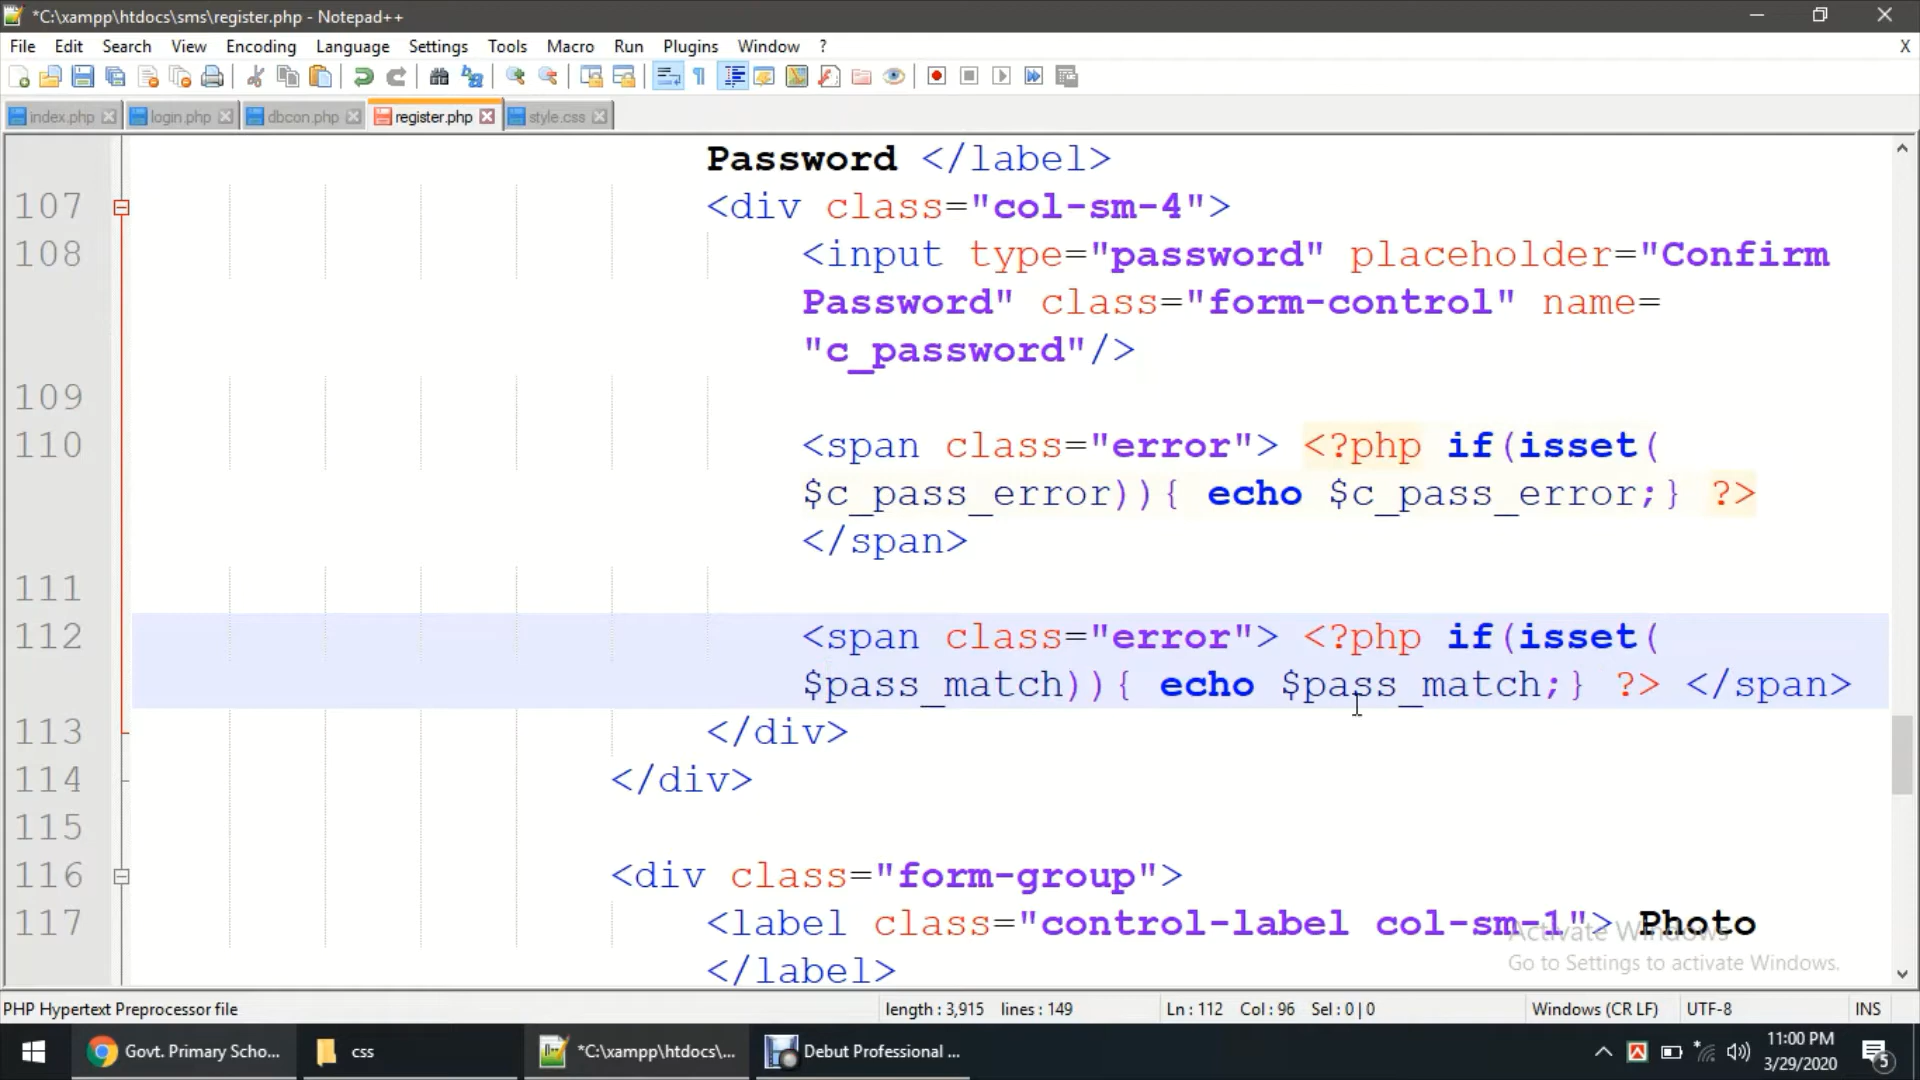 *C:\xampp\htdocs\sms\register.php - Notepad++
File Edit Search View Encoding Language Settings Tools Macro Run Plugins Window ? X
index.php login.php dbcon.php register.php style.css
Password </label>
107 <div class="col-sm-4">
108 <input type="password" placeholder="Confirm
Password" class="form-control" name=
"c_password"/>
109
110 <span class="error"> <?php if(isset(
$c_pass_error)){ echo $c_pass_error;} ?>
</span>
111
112 <span class="error"> <?php if(isset(
$pass_match)){ echo $pass_match;} ?> </span>
113 </div>
114 </div>
115
116 <div class="form-group">
117 <label class="control-label col-sm-1"> Photo
</label>
Activate Windows
Go to Settings to activate Windows.
PHP Hypertext Preprocessor file length : 3,915 lines : 149 Ln : 112 Col : 96 Sel : 0 | 0 Windows (CR LF) UTF-8 INS
Govt. Primary Scho... css *C:\xampp\htdocs\... Debut Professional ... 11:00 PM
3/29/2020 5